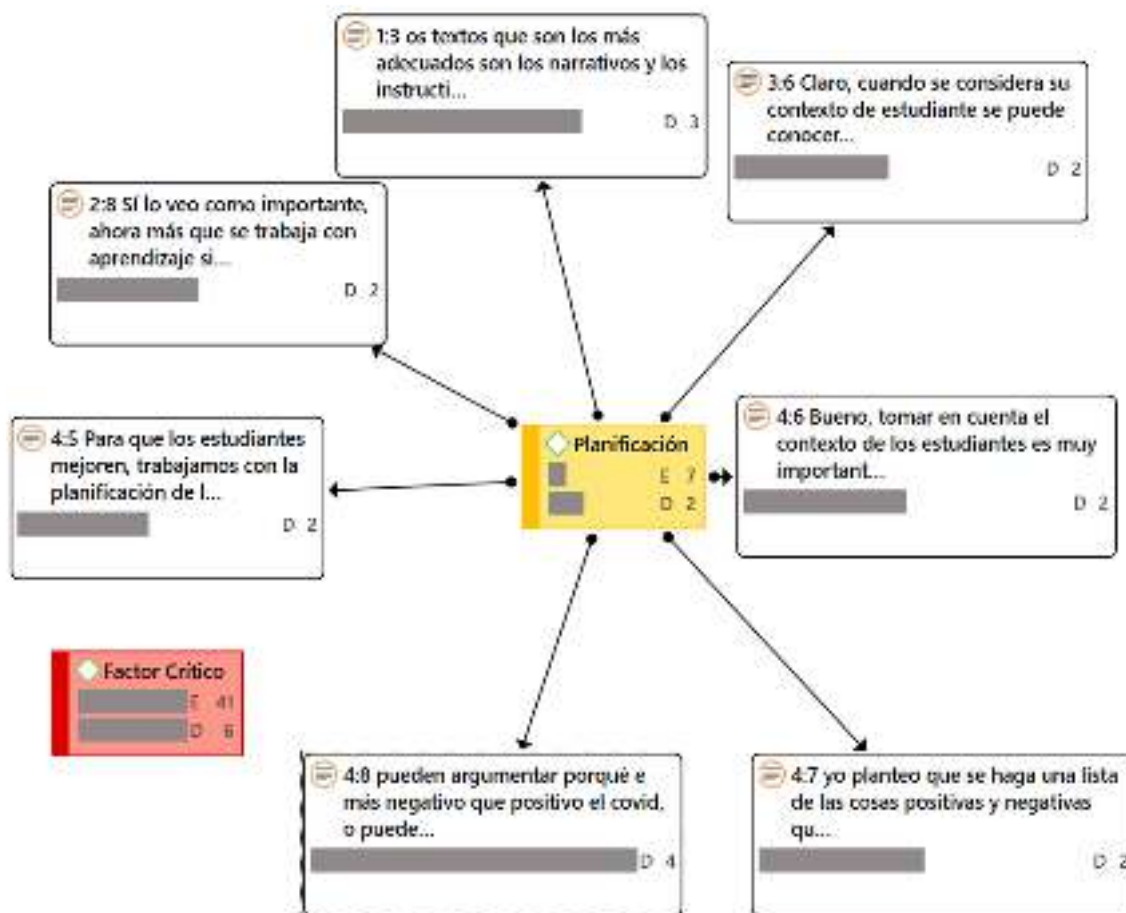 1:3 os textos que son los más
adecuados son los narrativos y los
instructi...
D 3
3:6 Claro, cuando se considera su
contexto de estudiante se puede
conocer...
D 2
2:8 Sí lo veo como importante,
ahora más que se trabaja con
aprendizaje si...
D 2
4:5 Para que los estudiantes
mejoren, trabajamos con la
planificación de l...
D 2
Planificación
E 7
D 2
4:6 Bueno, tomar en cuenta el
contexto de los estudiantes es muy
important...
D 2
Factor Crítico
E 41
D 6
4:8 pueden argumentar porqué e
más negativo que positivo el covid,
o puede...
D 4
4:7 yo planteo que se haga una lista
de las cosas positivas y negativas
qu...
D 2